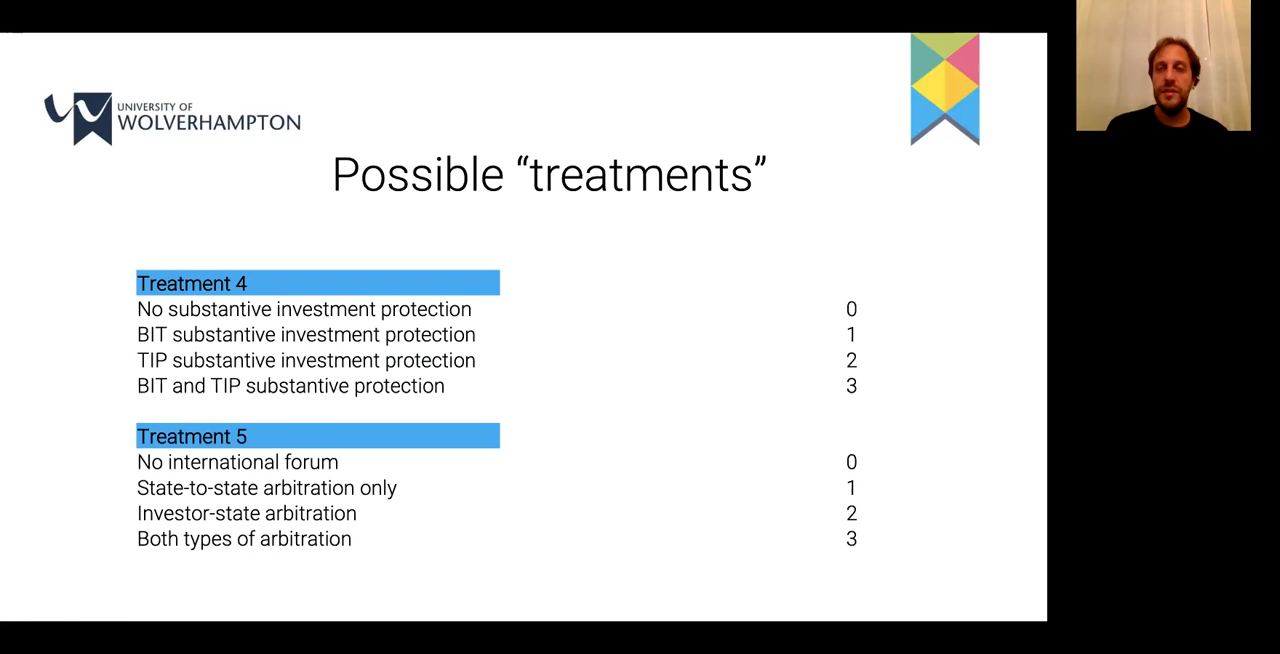 UNIVERSITY OF
WOLVERHAMPTON
Possible “treatments”
Treatment 4
No substantive investment protection 0
BIT substantive investment protection 1
TIP substantive investment protection 2
BIT and TIP substantive protection 3
Treatment 5
No international forum 0
State-to-state arbitration only 1
Investor-state arbitration 2
Both types of arbitration 3